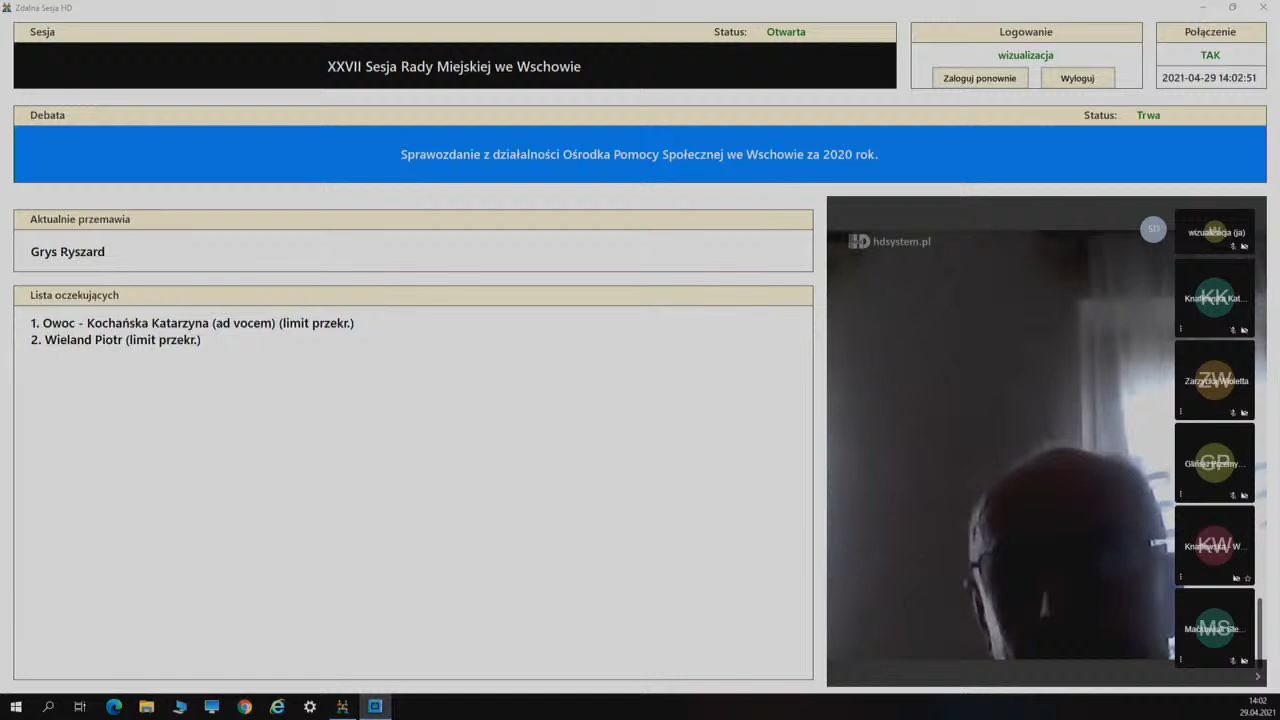 Zdalna Sesja HD
Sesja
Status: Otwarta
XXVII Sesja Rady Miejskiej we Wschowie
Logowanie
wizualizacja
Zaloguj ponownie
Wyloguj
Połączenie
TAK
2021-04-29 14:02:51
Debata
Status: Trwa
Sprawozdanie z działalności Ośrodka Pomocy Społecznej we Wschowie za 2020 rok.
Aktualnie przemawia
Grys Ryszard
Lista oczekujących
1. Owoc - Kochańska Katarzyna (ad vocem) (limit przekr.)
2. Wieland Piotr (limit przekr.)
HD hdsystem.pl
SD
wizualizacja (ja)
KK
ZW
Zarzycka Wioletta
GP
KW
MS
14:02
29.04.2021